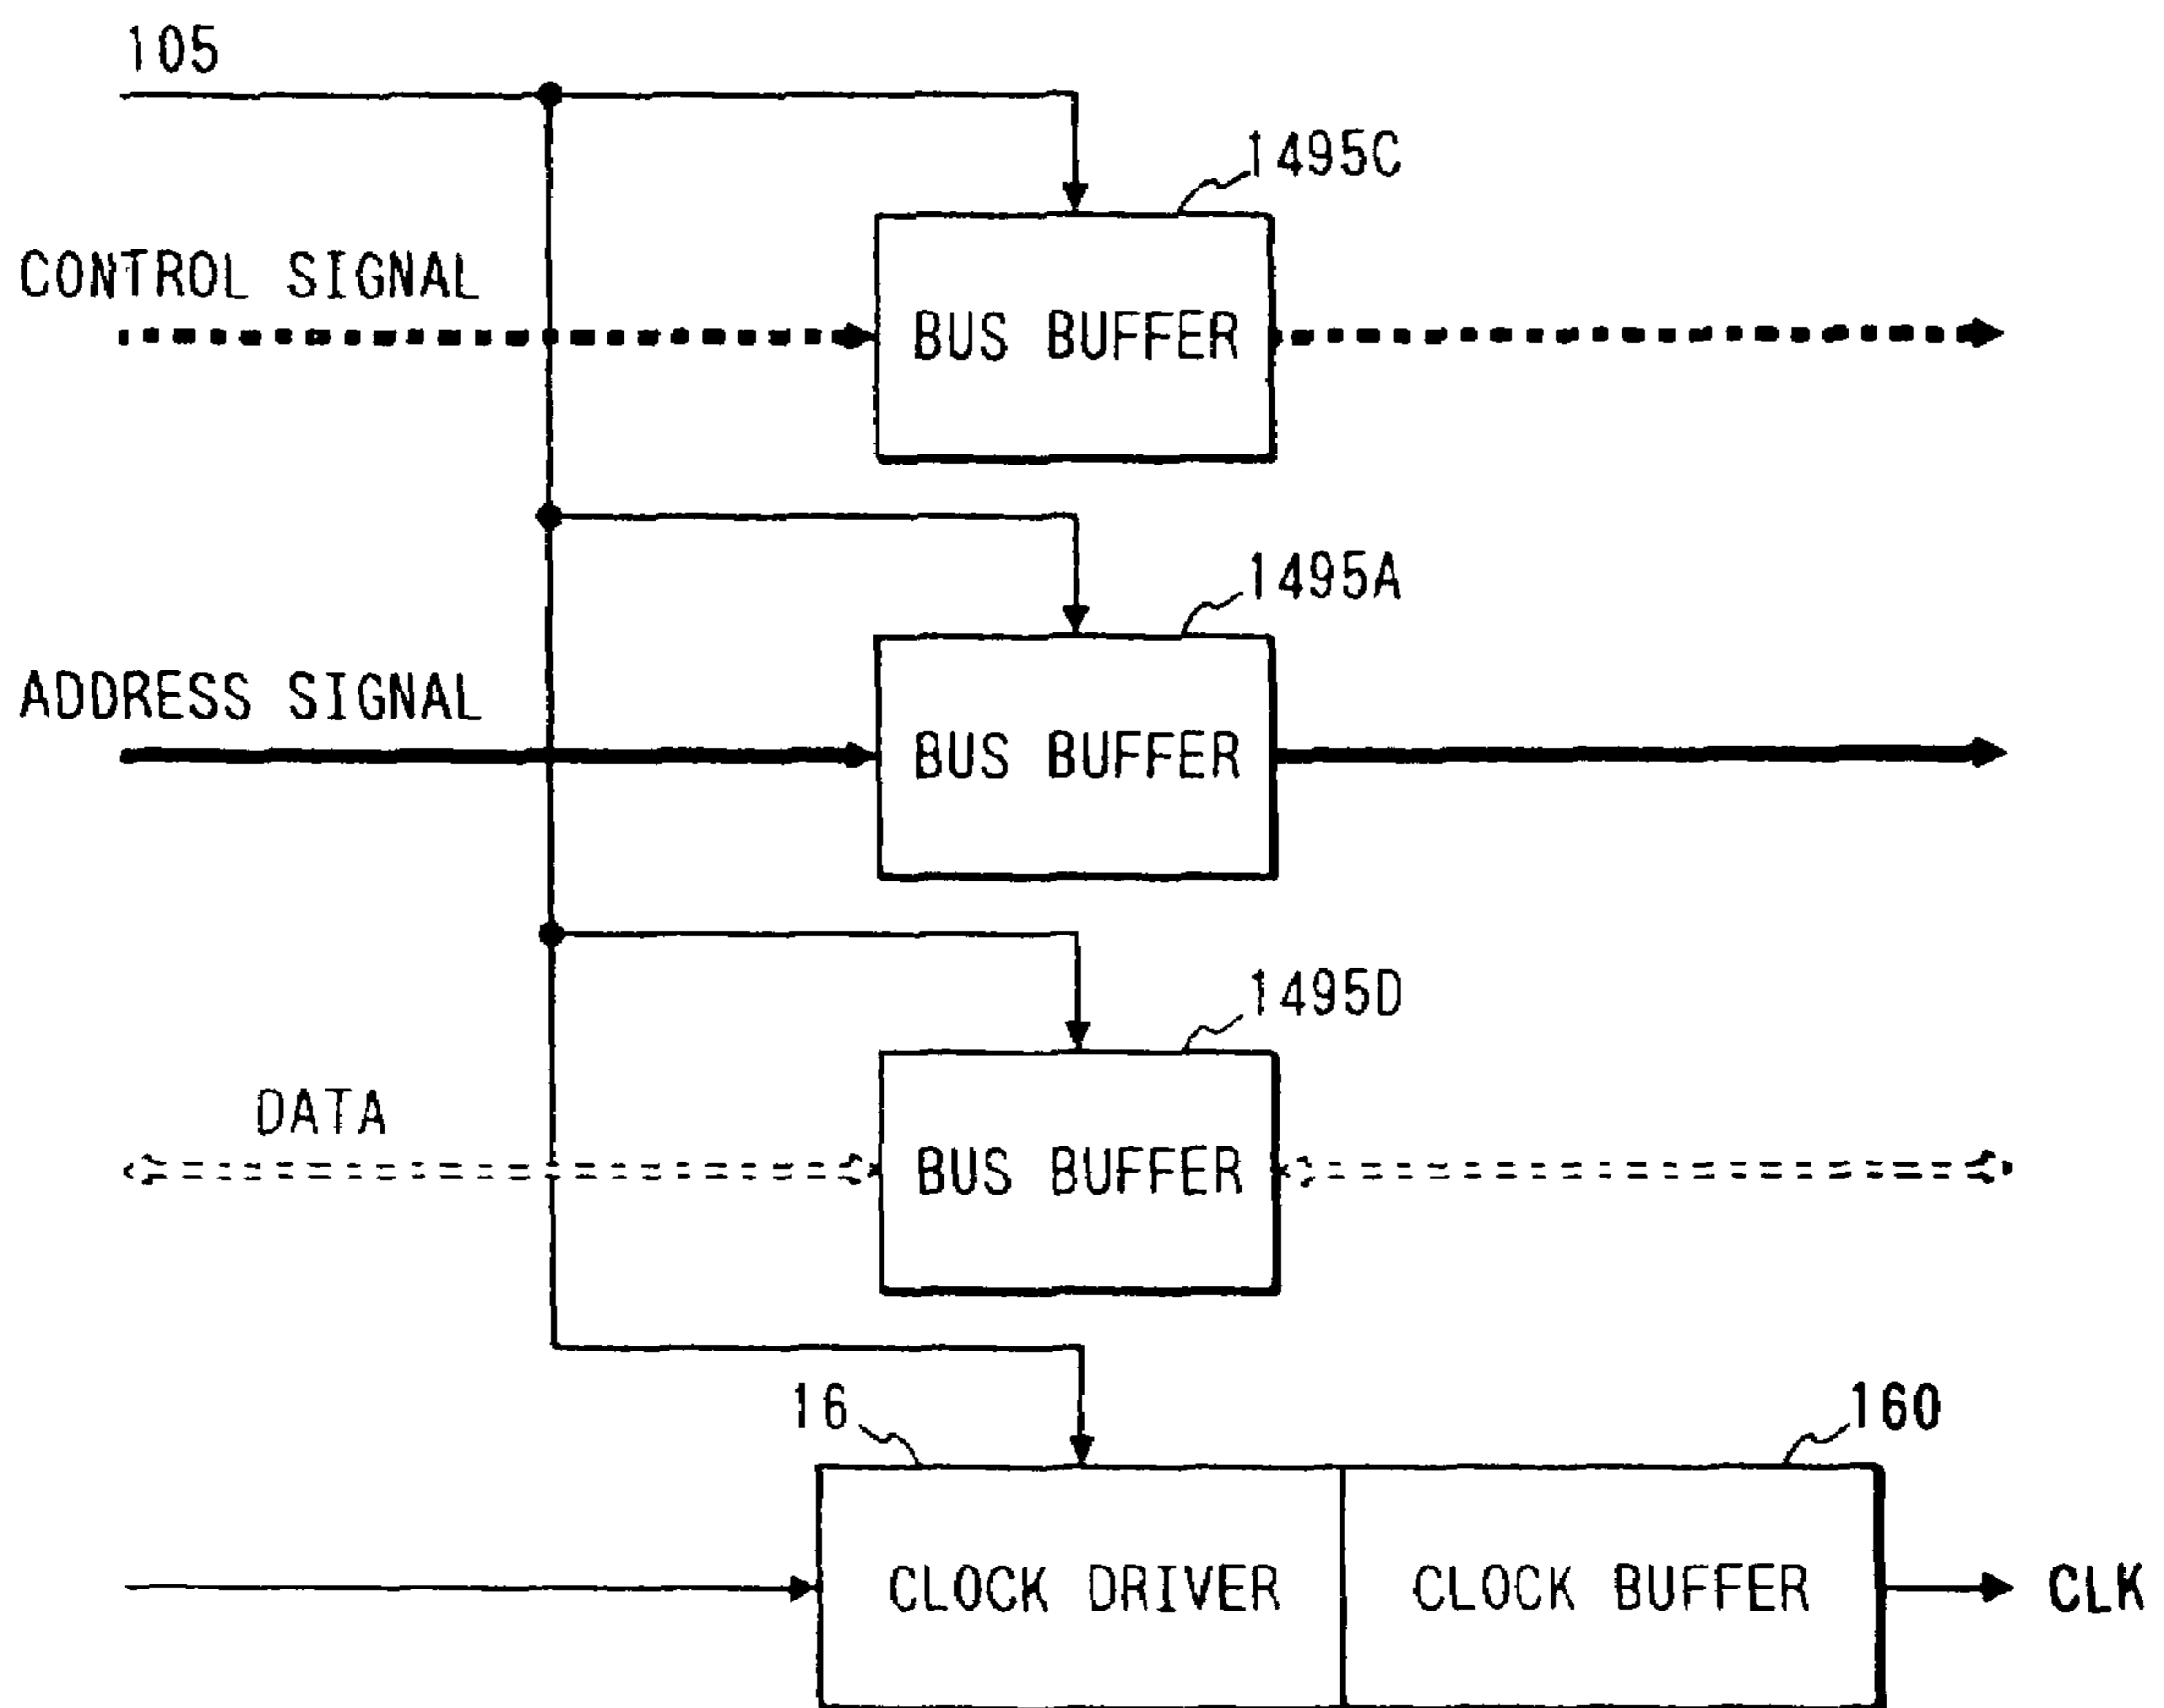 105
1495C
CONTROL SIGNAL
BUS BUFFER
1495A
ADDRESS SIGNAL
BUS BUFFER
1495D
DATA
BUS BUFFER
16
160
CLOCK DRIVER
CLOCK BUFFER
CLK